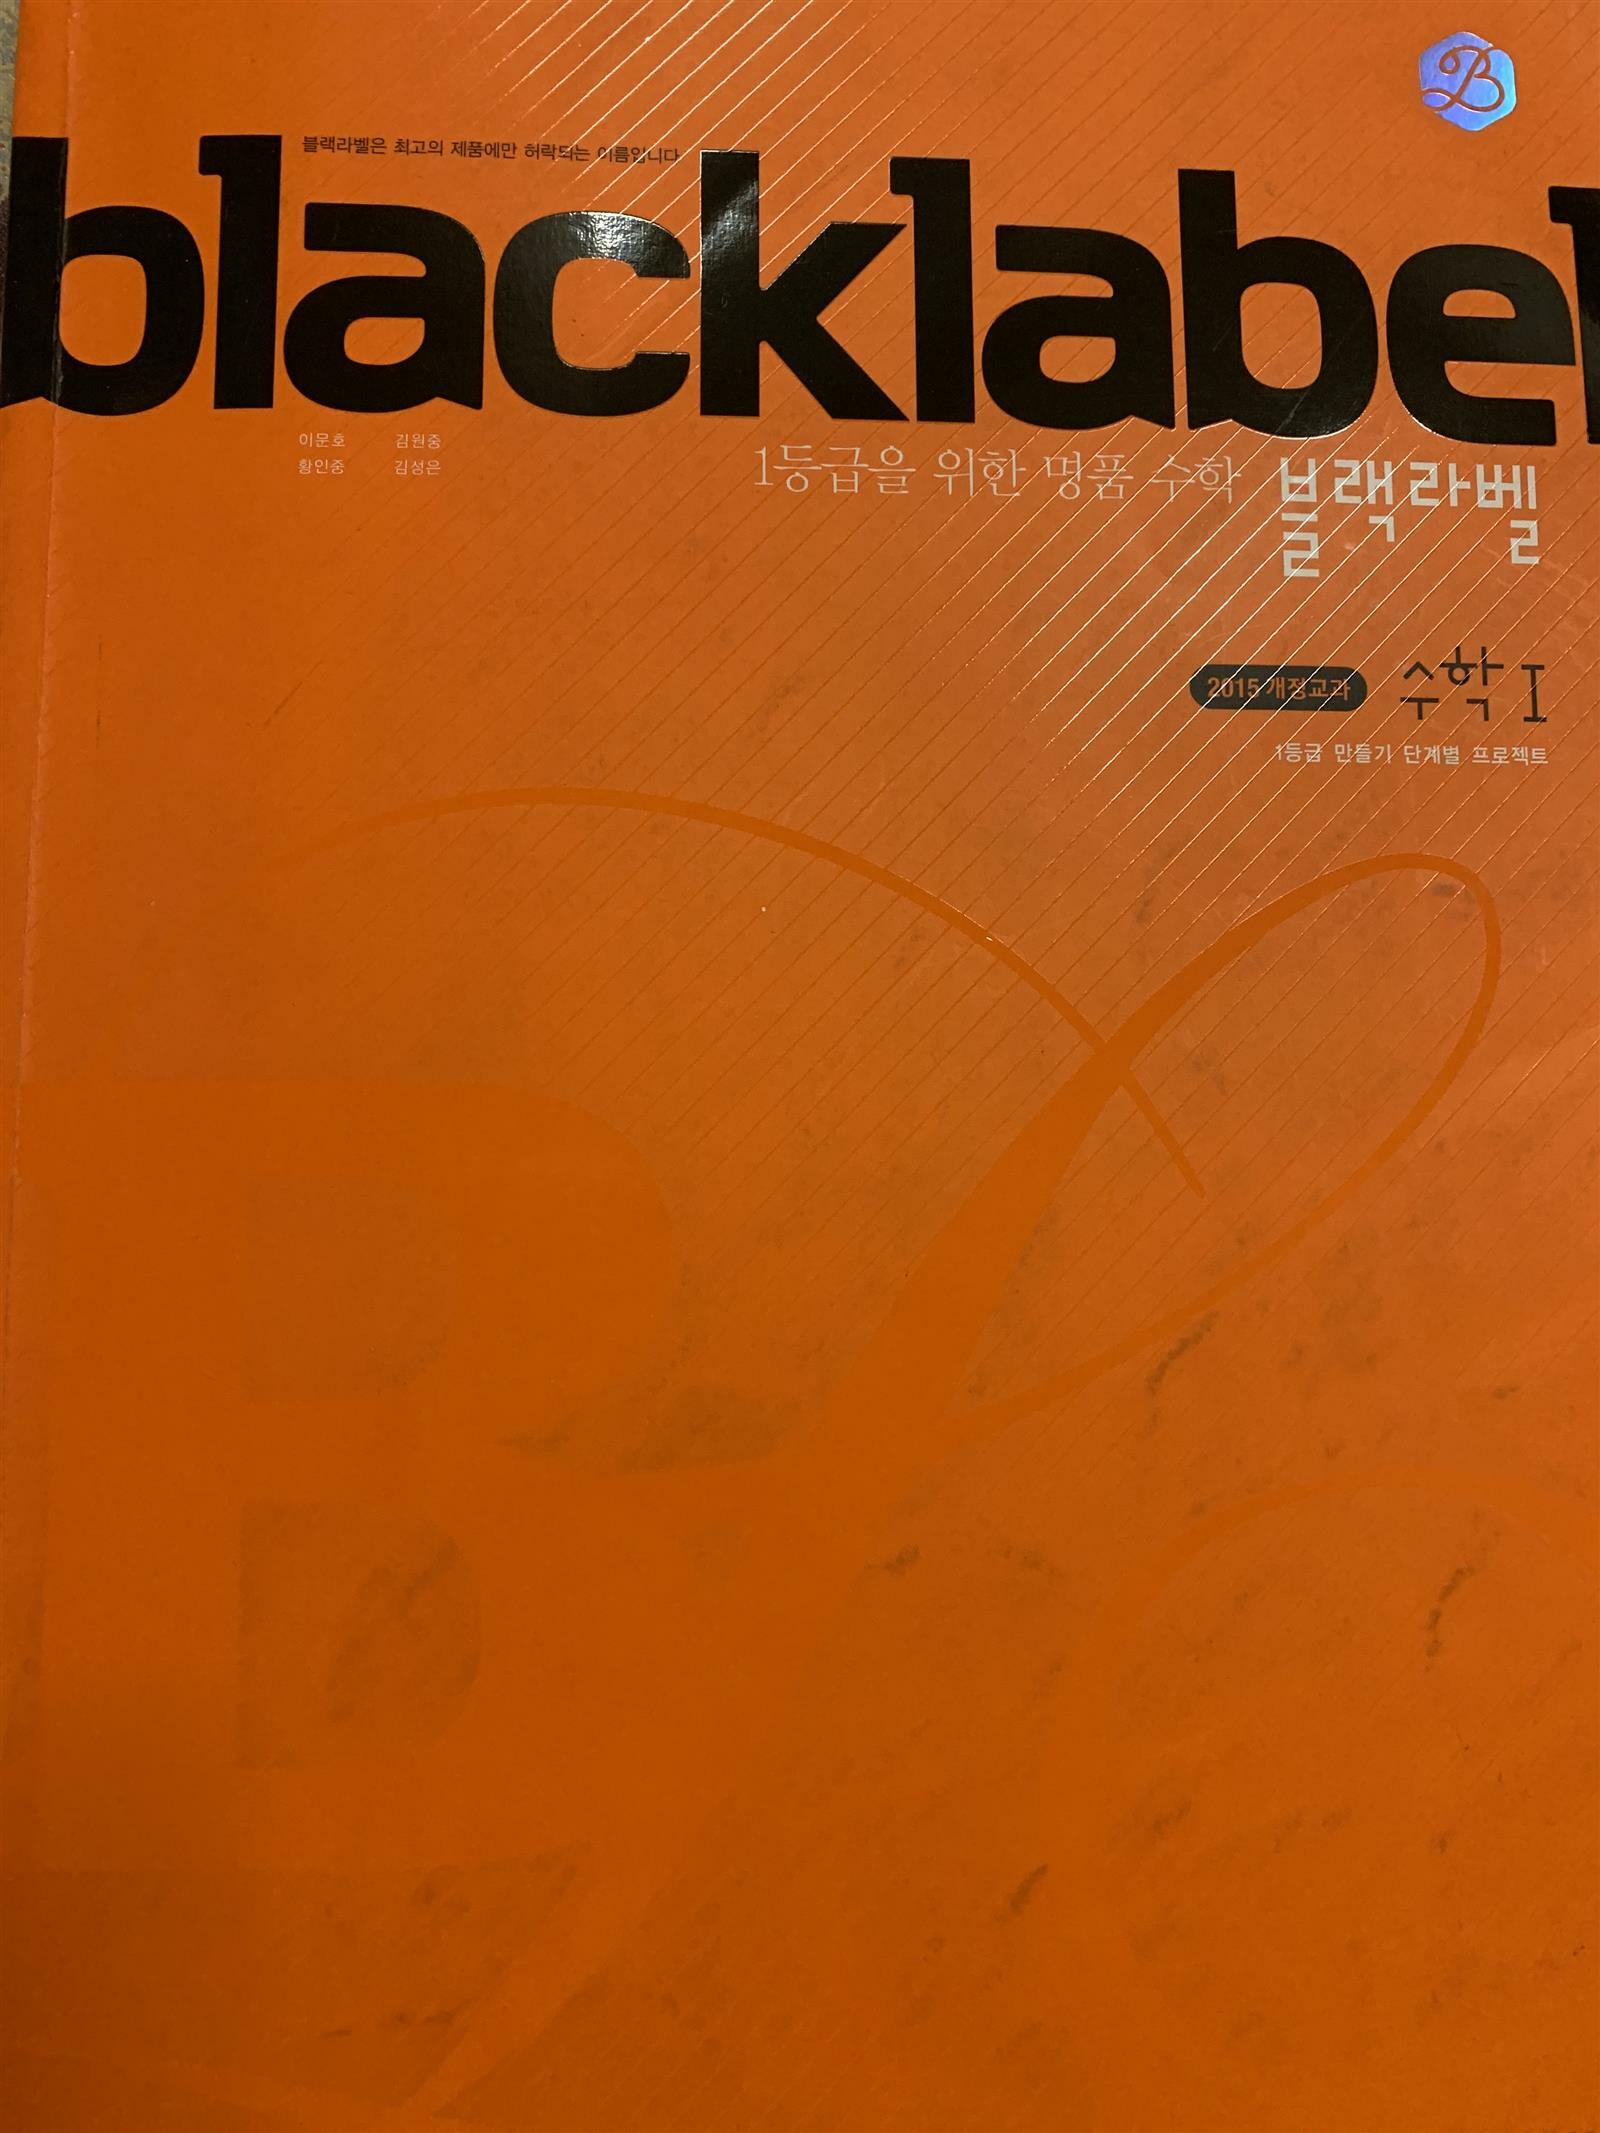 B
블랙라벨은 최고의 제품에만 허락되는 이름입니다
blacklabel
이문호 김원중
황인중 김성은
1등급을 위한 명품 수학 블랙라벨
2015 개정교과 수학 I
1등급 만들기 단계별 프로젝트